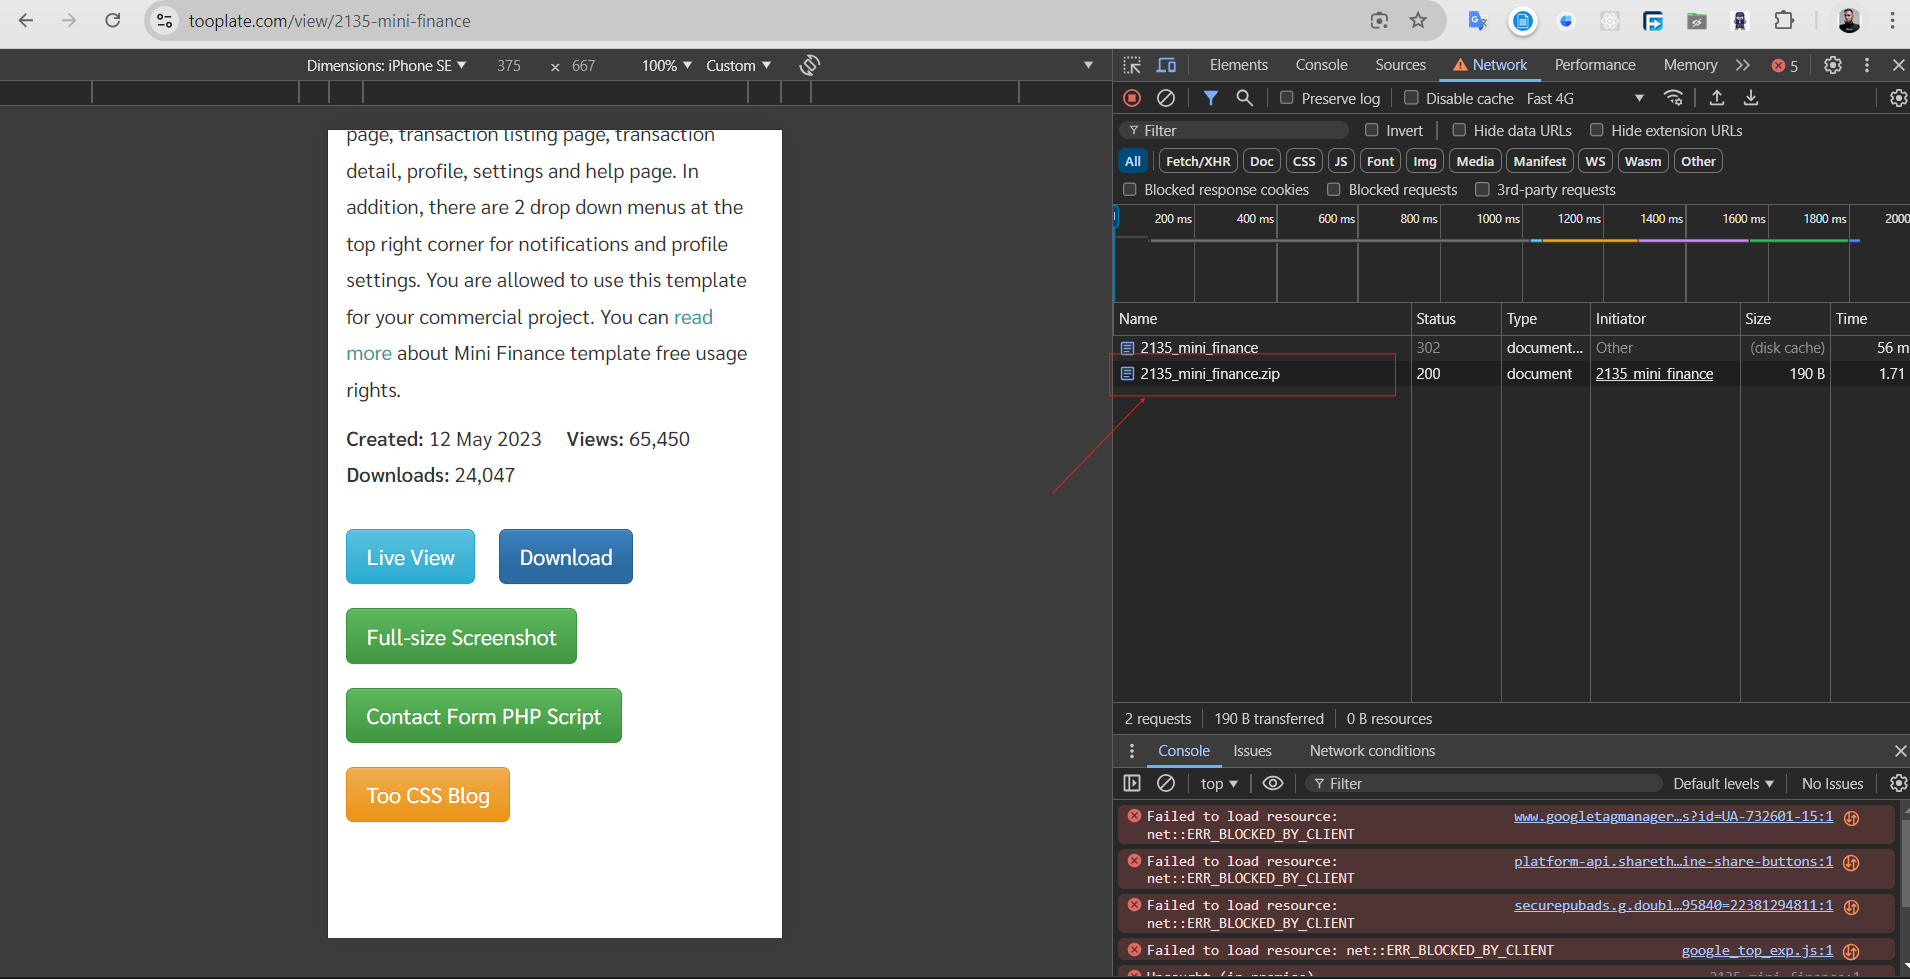 tooplate.com/view/2135-mini-finance
Dimensions: iPhone SE 375 × 667 100% Custom
Elements Console Sources Network Performance Memory 5
Preserve log Disable cache Fast 4G
Filter Invert Hide data URLs Hide extension URLs
All Fetch/XHR Doc CSS JS Font Img Media Manifest WS Wasm Other
Blocked response cookies Blocked requests 3rd-party requests
200 ms 400 ms 600 ms 800 ms 1000 ms 1200 ms 1400 ms 1600 ms 1800 ms 2000
Name Status Type Initiator Size Time
2135_mini_finance 302 document... Other (disk cache) 56 m
2135_mini_finance.zip 200 document 2135_mini_finance 190 B 1.71
2 requests 190 B transferred 0 B resources
Console Issues Network conditions
top Filter Default levels No Issues
Failed to load resource: www.googletagmanager…s?id=UA-732601-15:1
net::ERR_BLOCKED_BY_CLIENT
Failed to load resource: platform-api.shareth…ine-share-buttons:1
net::ERR_BLOCKED_BY_CLIENT
Failed to load resource: securepubads.g.doubl…95840=22381294811:1
net::ERR_BLOCKED_BY_CLIENT
Failed to load resource: net::ERR_BLOCKED_BY_CLIENT google_top_exp.js:1
page, transaction listing page, transaction
detail, profile, settings and help page. In
addition, there are 2 drop down menus at the
top right corner for notifications and profile
settings. You are allowed to use this template
for your commercial project. You can read
more about Mini Finance template free usage
rights.
Created: 12 May 2023 Views: 65,450
Downloads: 24,047
Live View Download
Full-size Screenshot
Contact Form PHP Script
Too CSS Blog